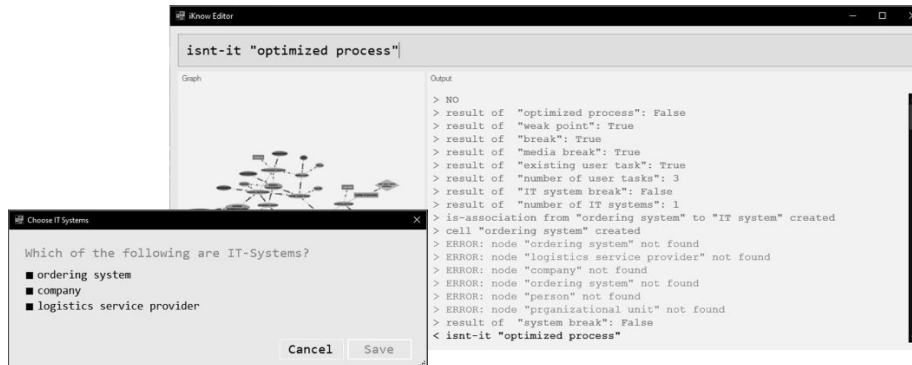 iKnow Editor
isnt-it "optimized process"
Graph
Output
> NO
> result of "optimized process": False
> result of "weak point": True
> result of "break": True
> result of "media break": True
> result of "existing user task": True
> result of "number of user tasks": 3
> result of "IT system break": False
> result of "number of IT systems": 1
> is-association from "ordering system" to "IT system" created
> cell "ordering system" created
> ERROR: node "ordering system" not found
> ERROR: node "logistics service provider" not found
> ERROR: node "company" not found
> ERROR: node "ordering system" not found
> ERROR: node "person" not found
> ERROR: node "prganizational unit" not found
> result of "system break": False
< isnt-it "optimized process"
Choose IT Systems
Which of the following are IT-Systems?
ordering system
company
logistics service provider
Cancel
Save